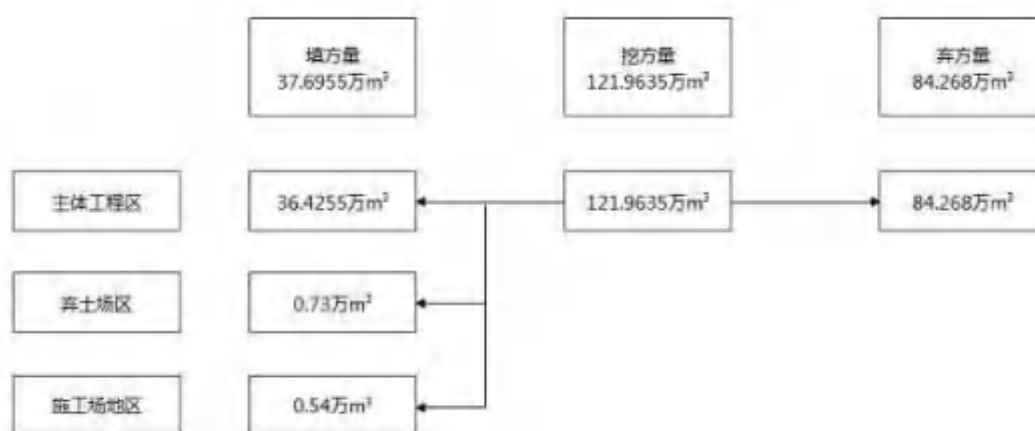 填方量
37.6955万m³
挖方量
121.9635万m³
弃方量
84.268万m³
主体工程区
36.4255万m³
121.9635万m³
84.268万m³
弃土场区
0.73万m³
施工场地区
0.54万m³